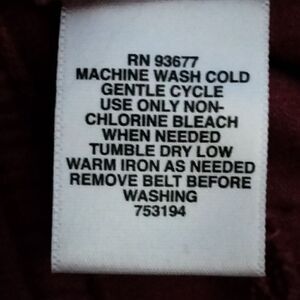 RN 93677
MACHINE WASH COLD
GENTLE CYCLE
USE ONLY NON-
CHLORINE BLEACH
WHEN NEEDED
TUMBLE DRY LOW
WARM IRON AS NEEDED
REMOVE BELT BEFORE
WASHING
753194